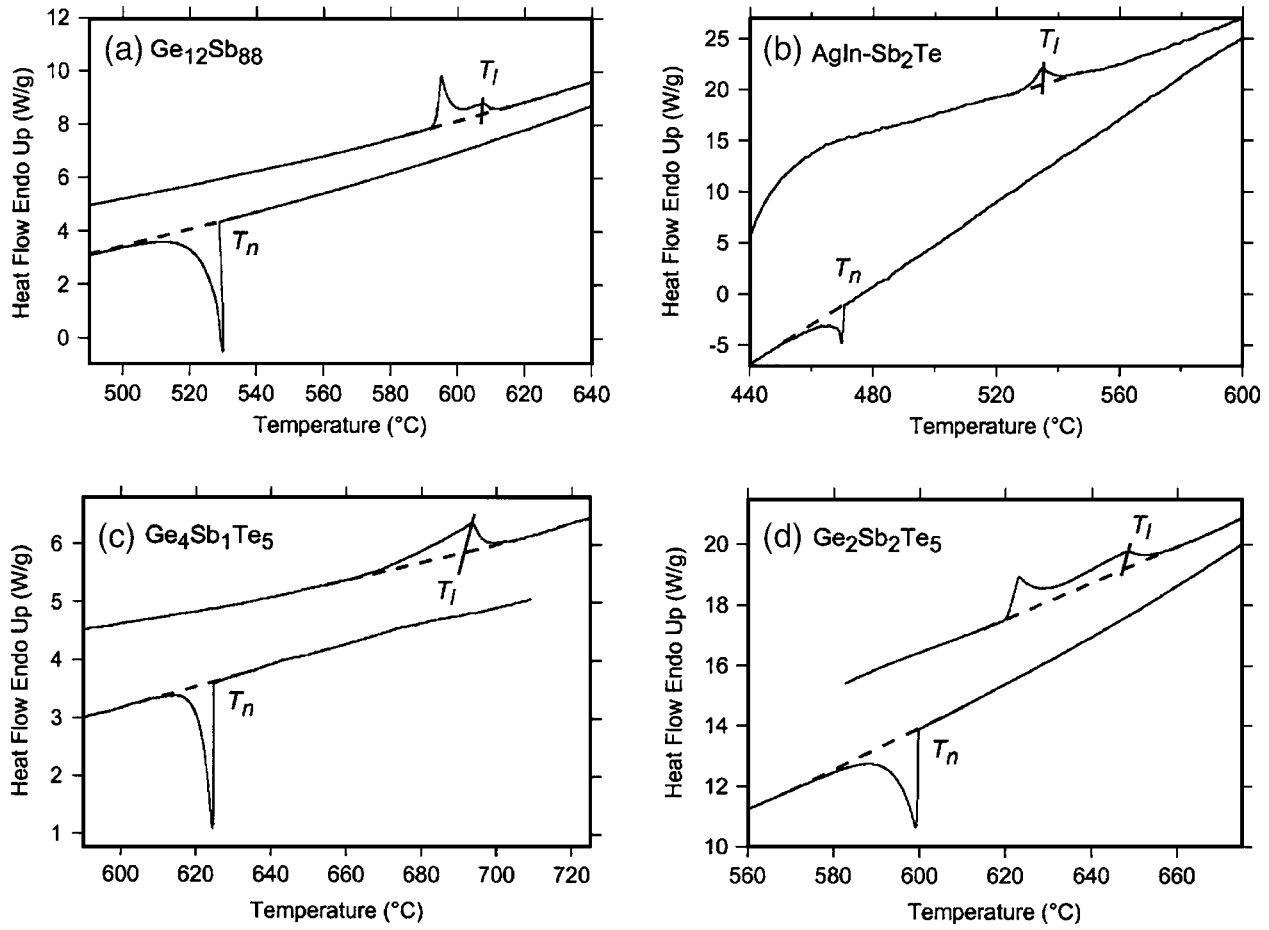 (a) Ge12Sb88
Heat Flow Endo Up (W/g)
12
10
8
6
4
2
0
Tl
Tn
500 520 540 560 580 600 620 640
Temperature (°C)
(b) AgIn-Sb2Te
Heat Flow Endo Up (W/g)
25
20
15
10
5
0
-5
Tl
Tn
440 480 520 560 600
Temperature (°C)
(c) Ge4Sb1Te5
Heat Flow Endo Up (W/g)
6
5
4
3
2
1
Tl
Tn
600 620 640 660 680 700 720
Temperature (°C)
(d) Ge2Sb2Te5
Heat Flow Endo Up (W/g)
20
18
16
14
12
10
Tl
Tn
560 580 600 620 640 660
Temperature (°C)